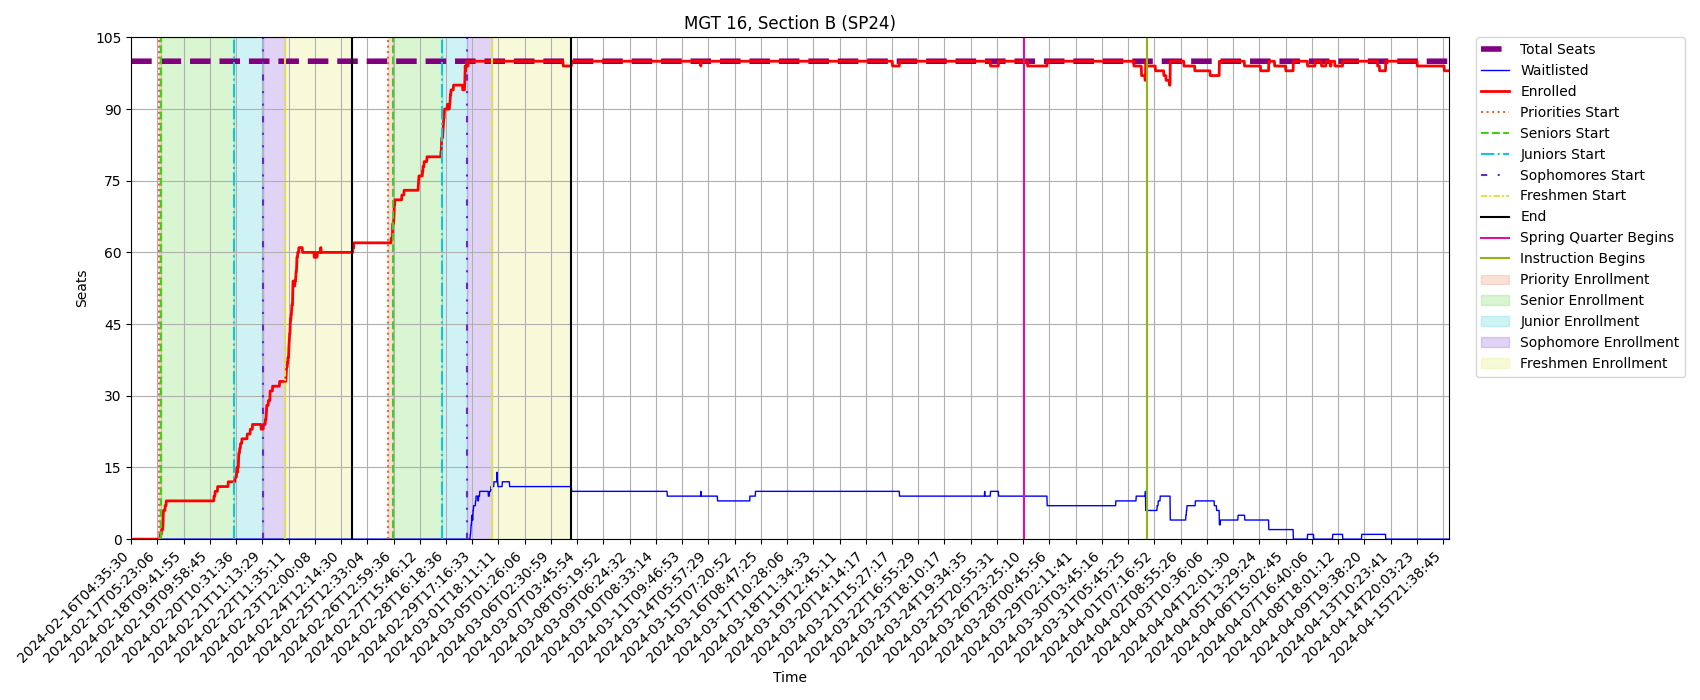 MGT 16, Section B (SP24)
105
90
75
60
45
30
15
0
Seats
2024-02-16T04:35:30
2024-02-17T05:23:06
2024-02-18T09:41:55
2024-02-19T09:58:45
2024-02-20T10:31:36
2024-02-21T11:13:29
2024-02-22T11:35:11
2024-02-23T12:00:08
2024-02-24T12:14:30
2024-02-25T12:33:04
2024-02-26T12:59:36
2024-02-27T15:46:12
2024-02-28T16:18:36
2024-02-29T17:16:33
2024-03-01T18:11:11
2024-03-05T01:26:06
2024-03-06T02:30:59
2024-03-07T03:45:54
2024-03-08T05:19:52
2024-03-09T06:24:32
2024-03-10T08:33:14
2024-03-11T09:46:53
2024-03-14T05:57:29
2024-03-15T07:20:52
2024-03-16T08:47:25
2024-03-17T10:28:06
2024-03-18T11:34:33
2024-03-19T12:45:11
2024-03-20T14:14:17
2024-03-21T15:27:17
2024-03-22T16:55:29
2024-03-23T18:10:17
2024-03-24T19:34:35
2024-03-25T20:55:31
2024-03-26T23:25:10
2024-03-28T00:45:56
2024-03-29T02:11:41
2024-03-30T03:45:16
2024-03-31T05:45:25
2024-04-01T07:16:52
2024-04-02T08:55:26
2024-04-03T10:36:06
2024-04-04T12:01:30
2024-04-05T13:29:24
2024-04-06T15:02:45
2024-04-07T16:40:06
2024-04-08T18:01:12
2024-04-09T19:38:20
2024-04-13T10:23:41
2024-04-14T20:03:23
2024-04-15T21:38:45
Time
Total Seats
Waitlisted
Enrolled
Priorities Start
Seniors Start
Juniors Start
Sophomores Start
Freshmen Start
End
Spring Quarter Begins
Instruction Begins
Priority Enrollment
Senior Enrollment
Junior Enrollment
Sophomore Enrollment
Freshmen Enrollment